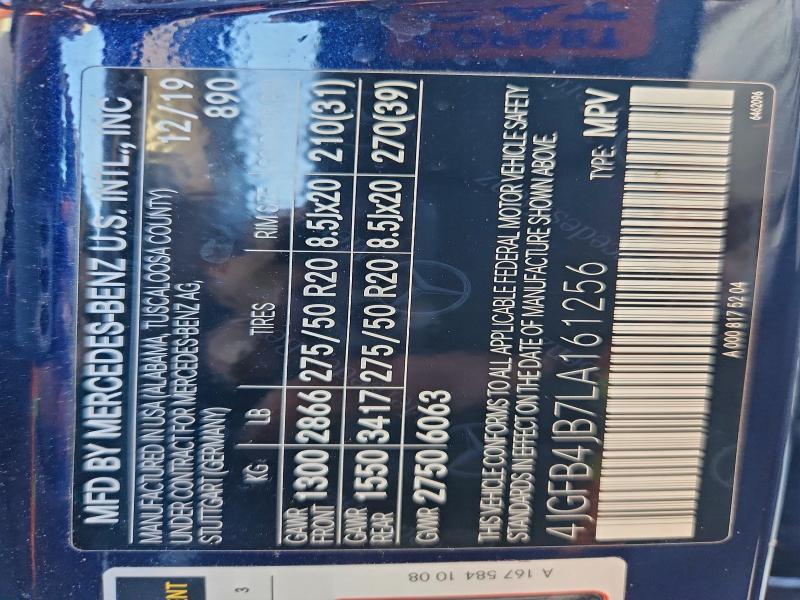 MFD BY MERCEDES-BENZ U.S. INTL., INC
MANUFACTURED IN USA (ALABAMA, TUSCALOOSA COUNTY)
UNDER CONTRACT FOR MERCEDES-BENZ AG, 12/19
STUTTGART (GERMANY) 890
KG LB TIRES RIM
GAWR FRONT 1300 2866 275/50 R20 8.5Jx20 210(31)
GAWR REAR 1550 3417 275/50 R20 8.5Jx20 270(39)
GWR 2750 6063
THIS VEHICLE CONFORMS TO ALL APPLICABLE FEDERAL MOTOR VEHICLE SAFETY
STANDARDS IN EFFECT ON THE DATE OF MANUFACTURE SHOWN ABOVE.
4JGFB4JB7LA161256 TYPE: MPV
A 000 817 52 04
6462096
A 167 584 10 08
3